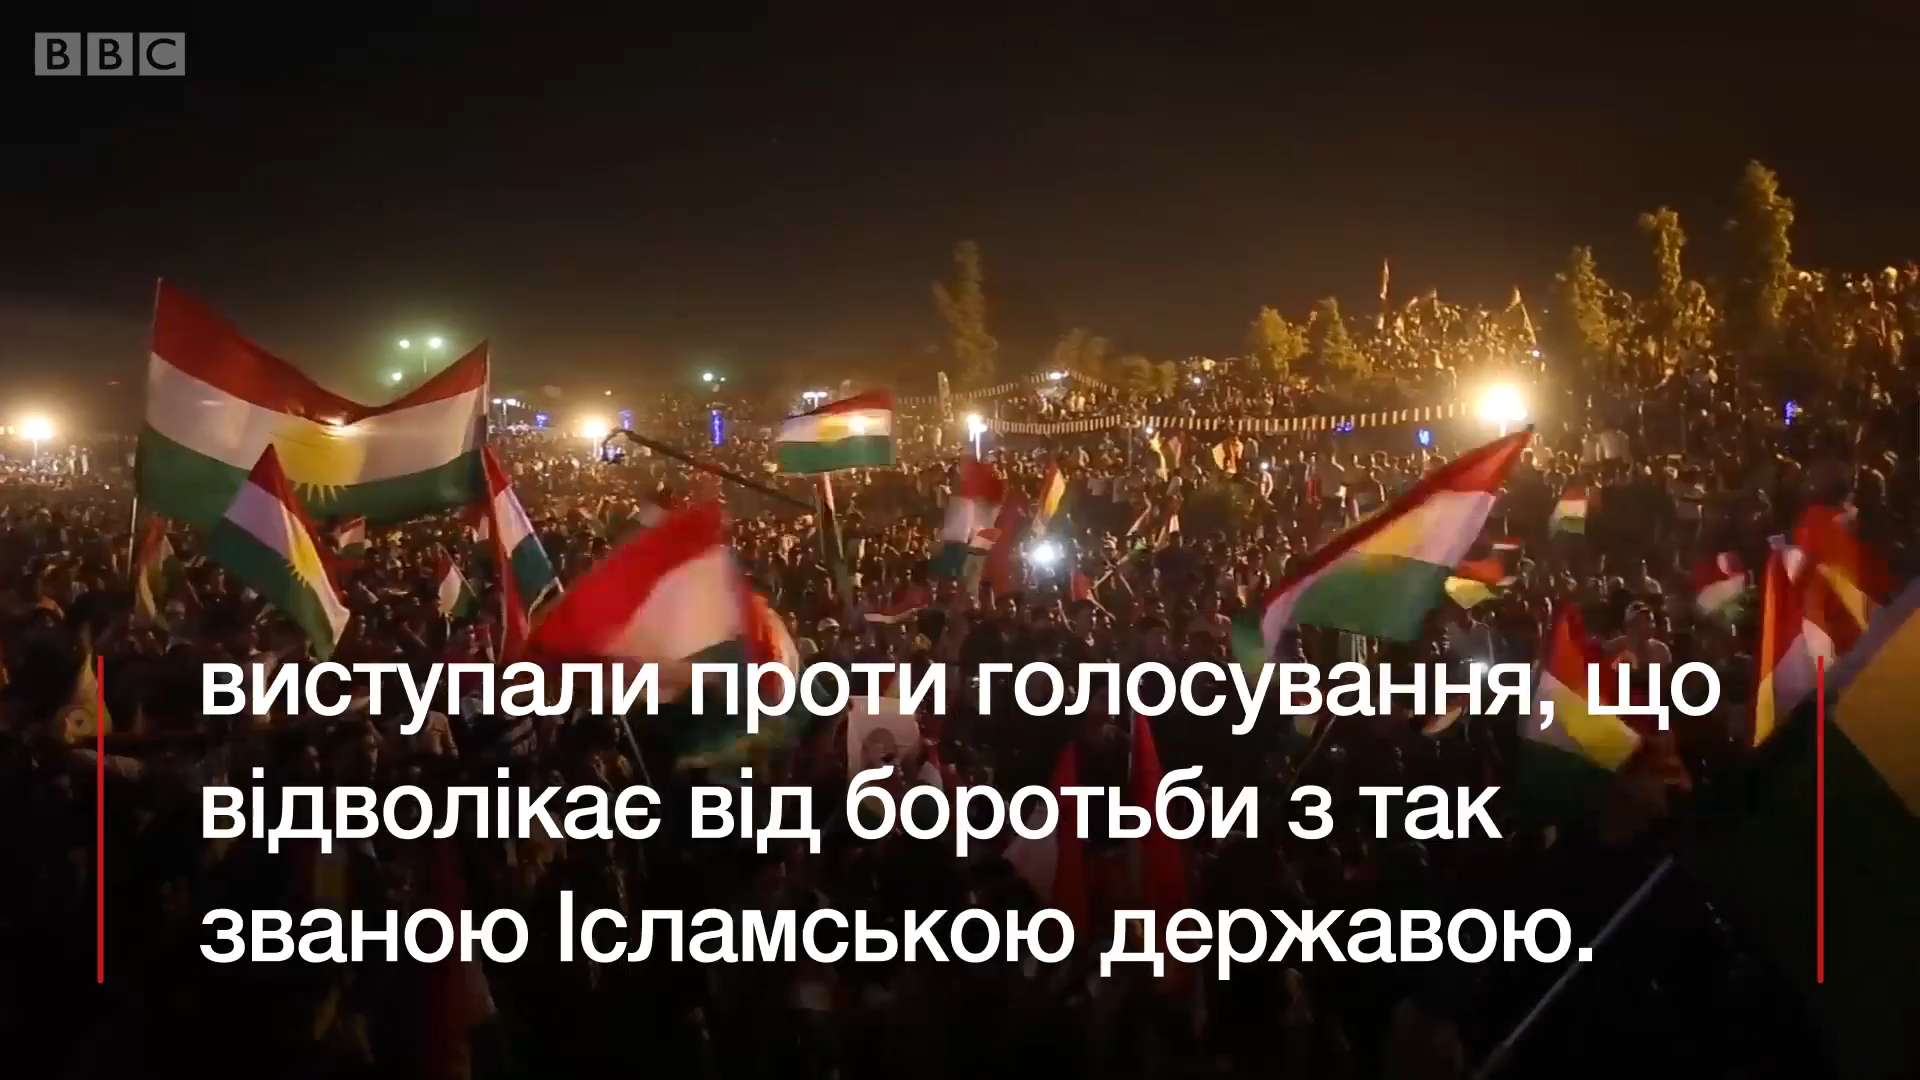 BBC
виступали проти голосування, що
відволікає від боротьби з так
званою Ісламською державою.